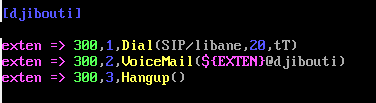 [djibouti]
exten => 300,1,Dial(SIP/libane,20,tT)
exten => 300,2,VoiceMail(${EXTEN}@djibouti)
exten => 300,3,Hangup()